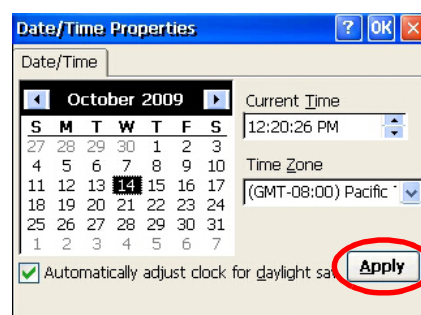 Date/Time Properties ? OK ×
Date/Time
October 2009
S M T W T F S
27 28 29 30 1 2 3
4 5 6 7 8 9 10
11 12 13 14 15 16 17
18 19 20 21 22 23 24
25 26 27 28 29 30 31
1 2 3 4 5 6 7
Current Time
12:20:26 PM
Time Zone
(GMT-08:00) Pacific
Automatically adjust clock for daylight sa
Apply